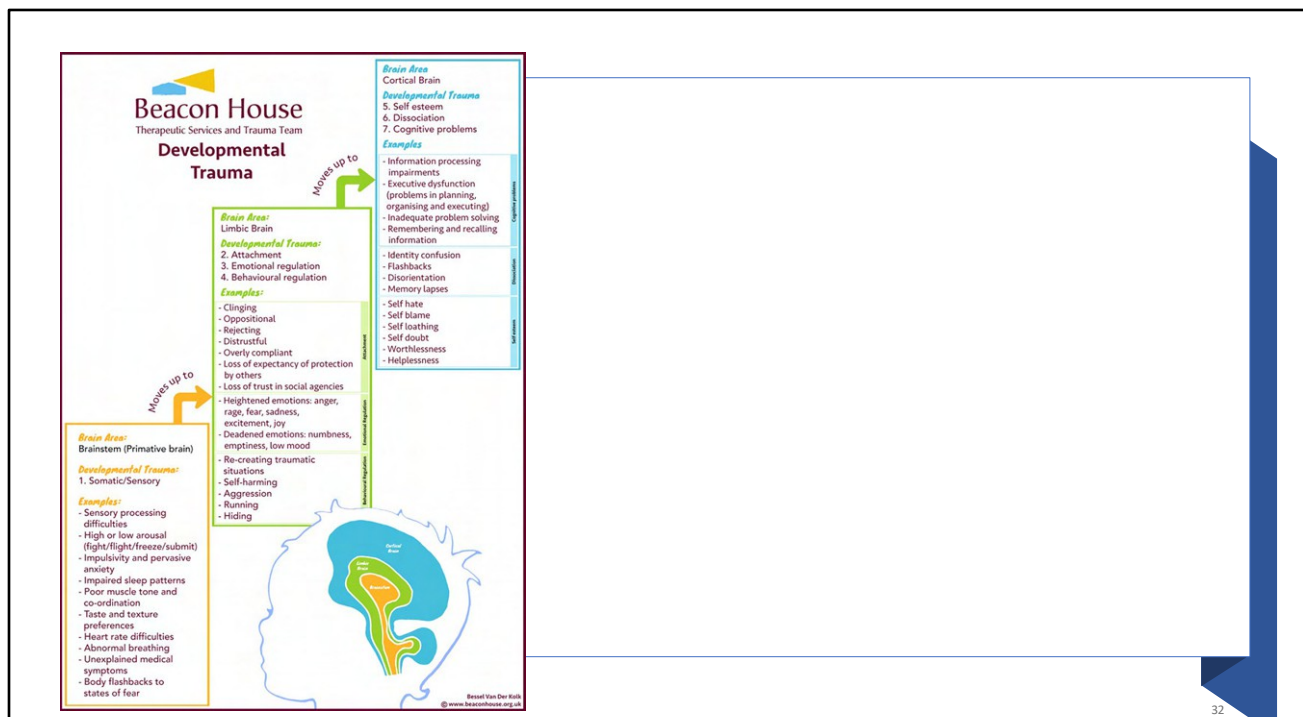 Beacon House
Therapeutic Services and Trauma Team
Developmental
Trauma
Brain Area
Cortical Brain
Developmental Trauma
5. Self esteem
6. Dissociation
7. Cognitive problems
Examples
- Information processing
impairments
- Executive dysfunction
(problems in planning,
organising and executing)
- Inadequate problem solving
- Remembering and recalling
information
Cognitive problems
- Identity confusion
- Flashbacks
- Disorientation
- Memory lapses
Dissociation
- Self hate
- Self blame
- Self loathing
- Self doubt
- Worthlessness
- Helplessness
Self esteem
Moves up to
Brain Area:
Limbic Brain
Developmental Trauma:
2. Attachment
3. Emotional regulation
4. Behavioural regulation
Examples:
- Clinging
- Oppositional
- Rejecting
- Distrustful
- Overly compliant
- Loss of expectancy of protection
by others
- Loss of trust in social agencies
Attachment
- Heightened emotions: anger,
rage, fear, sadness,
excitement, joy
- Deadened emotions: numbness,
emptiness, low mood
Emotional Regulation
- Re-creating traumatic
situations
- Self-harming
- Aggression
- Running
- Hiding
Behavioural Regulation
Moves up to
Brain Area:
Brainstem (Primative brain)
Developmental Trauma:
1. Somatic/Sensory
Examples:
- Sensory processing
difficulties
- High or low arousal
(fight/flight/freeze/submit)
- Impulsivity and pervasive
anxiety
- Impaired sleep patterns
- Poor muscle tone and
co-ordination
- Taste and texture
preferences
- Heart rate difficulties
- Abnormal breathing
- Unexplained medical
symptoms
- Body flashbacks to
states of fear
Cortical
Brain
Limbic
Brain
Brainstem
Bessel Van Der Kolk
© www.beaconhouse.org.uk
32